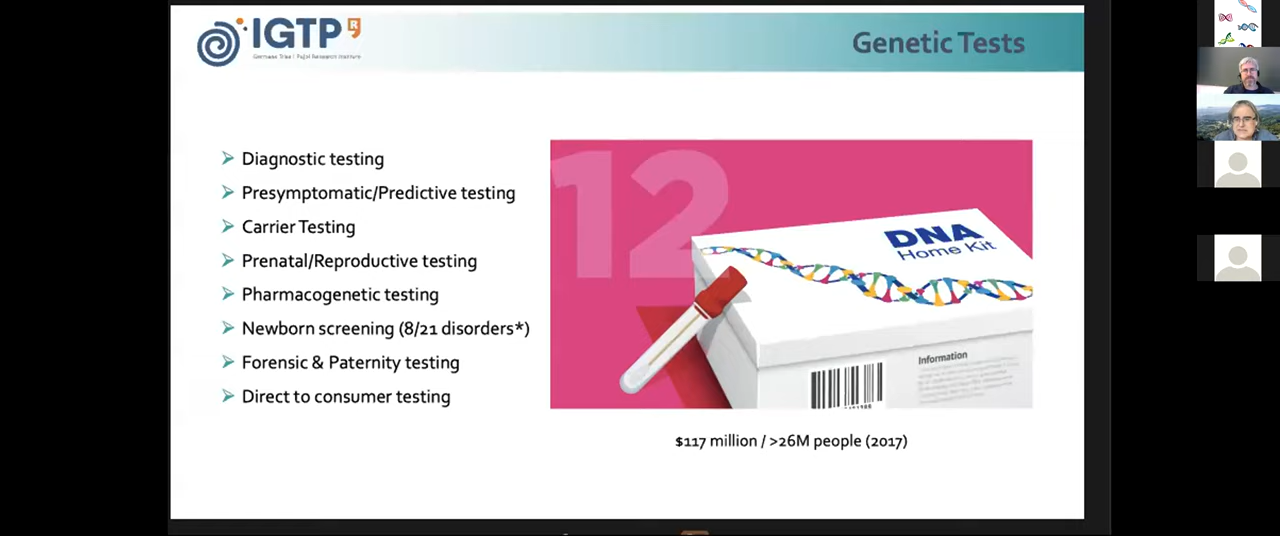 IGTP R
Germans Trias i Pujol Research Institute
Genetic Tests
Diagnostic testing
Presymptomatic/Predictive testing
Carrier Testing
Prenatal/Reproductive testing
Pharmacogenetic testing
Newborn screening (8/21 disorders*)
Forensic & Paternity testing
Direct to consumer testing
12
DNA
Home Kit
Information
$117 million / >26M people (2017)